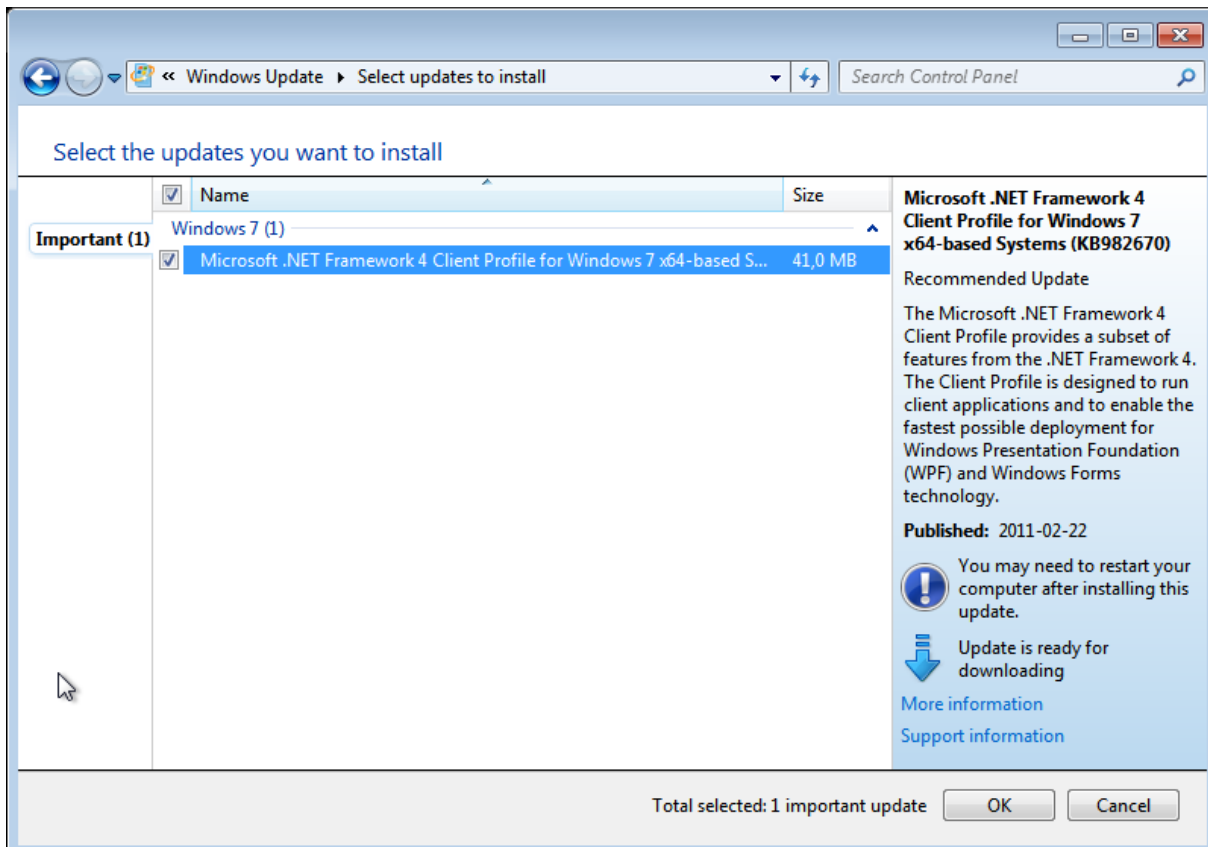 « Windows Update ▸ Select updates to install
Search Control Panel
Select the updates you want to install
Name Size
Important (1)
Windows 7 (1)
Microsoft .NET Framework 4 Client Profile for Windows 7 x64-based S... 41,0 MB
Microsoft .NET Framework 4
Client Profile for Windows 7
x64-based Systems (KB982670)
Recommended Update
The Microsoft .NET Framework 4
Client Profile provides a subset of
features from the .NET Framework 4.
The Client Profile is designed to run
client applications and to enable the
fastest possible deployment for
Windows Presentation Foundation
(WPF) and Windows Forms
technology.
Published: 2011-02-22
You may need to restart your
computer after installing this
update.
Update is ready for
downloading
More information
Support information
Total selected: 1 important update OK Cancel